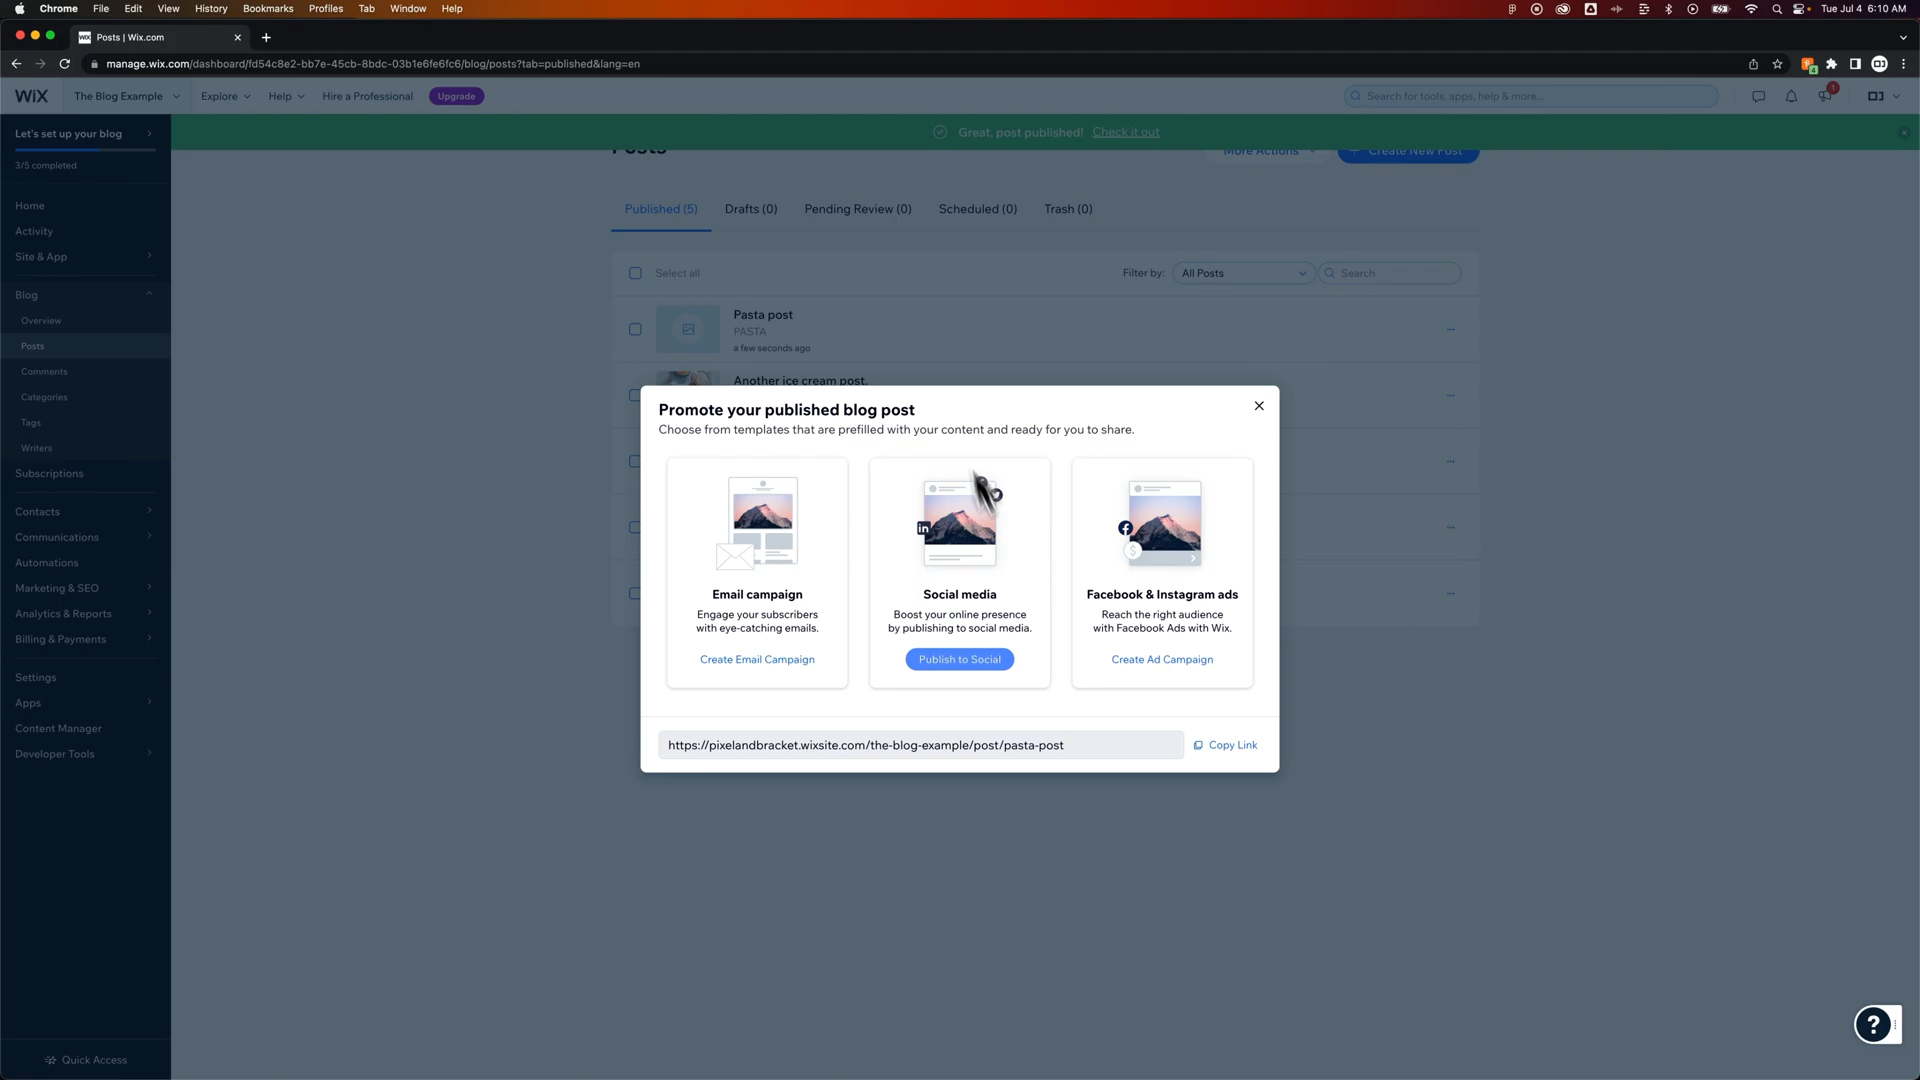 Chrome File Edit View History Bookmarks Profiles Tab Window Help Tue Jul 4 6:10 AM
Posts | Wix.com
manage.wix.com/dashboard/fd54c8e2-bb7e-45cb-8bdc-03b1e6fe6fc6/blog/posts?tab=published&lang=en
WiX The Blog Example Explore Help Hire a Professional Upgrade Search for tools, apps, help & more... 1
Let's set up your blog
3/5 completed
Home
Activity
Site & App
Blog
Overview
Posts
Comments
Categories
Tags
Writers
Subscriptions
Contacts
Communications
Automations
Marketing & SEO
Analytics & Reports
Billing & Payments
Settings
Apps
Content Manager
Developer Tools
Quick Access
Great, post published! Check it out
Posts More Actions + Create New Post
Published (5) Drafts (0) Pending Review (0) Scheduled (0) Trash (0)
Select all Filter by: All Posts Search
Pasta post
PASTA
a few seconds ago
Another ice cream post.
Promote your published blog post
Choose from templates that are prefilled with your content and ready for you to share.
Email campaign
Engage your subscribers
with eye-catching emails.
Create Email Campaign
in
Social media
Boost your online presence
by publishing to social media.
Publish to Social
Facebook & Instagram ads
Reach the right audience
with Facebook Ads with Wix.
Create Ad Campaign
https://pixelandbracket.wixsite.com/the-blog-example/post/pasta-post Copy Link
?